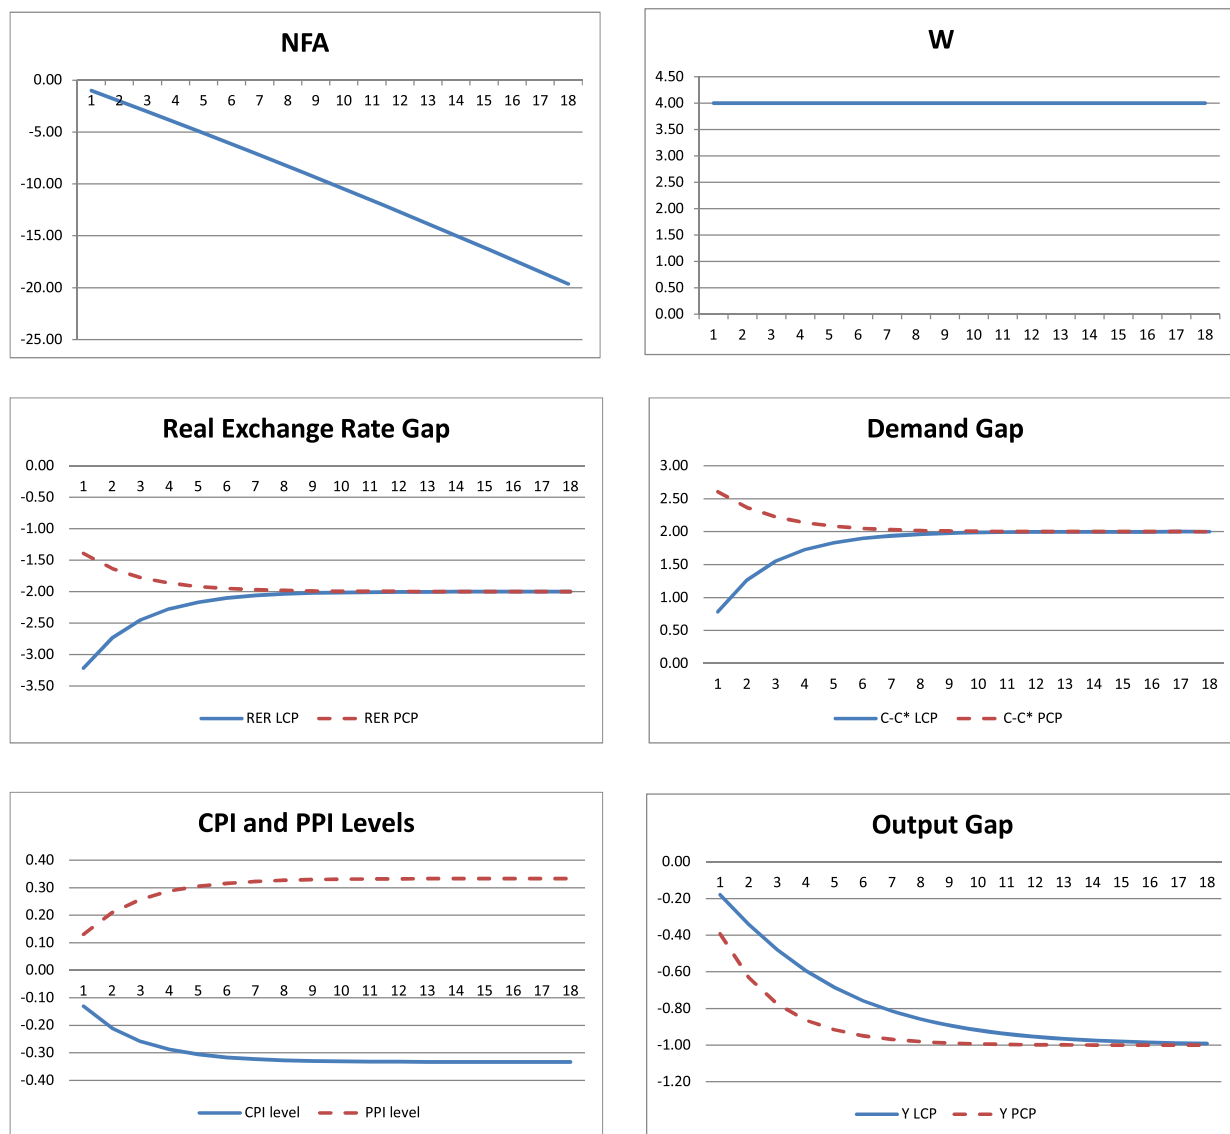 NFA
0.00
-5.00
-10.00
-15.00
-20.00
-25.00
1 2 3 4 5 6 7 8 9 10 11 12 13 14 15 16 17 18
W
4.50
4.00
3.50
3.00
2.50
2.00
1.50
1.00
0.50
0.00
1 2 3 4 5 6 7 8 9 10 11 12 13 14 15 16 17 18
Real Exchange Rate Gap
0.00
-0.50
-1.00
-1.50
-2.00
-2.50
-3.00
-3.50
1 2 3 4 5 6 7 8 9 10 11 12 13 14 15 16 17 18
RER LCP RER PCP
Demand Gap
3.00
2.50
2.00
1.50
1.00
0.50
0.00
1 2 3 4 5 6 7 8 9 10 11 12 13 14 15 16 17 18
C-C* LCP C-C* PCP
CPI and PPI Levels
0.40
0.30
0.20
0.10
0.00
-0.10
-0.20
-0.30
-0.40
1 2 3 4 5 6 7 8 9 10 11 12 13 14 15 16 17 18
CPI level PPI level
Output Gap
0.00
-0.20
-0.40
-0.60
-0.80
-1.00
-1.20
1 2 3 4 5 6 7 8 9 10 11 12 13 14 15 16 17 18
Y LCP Y PCP